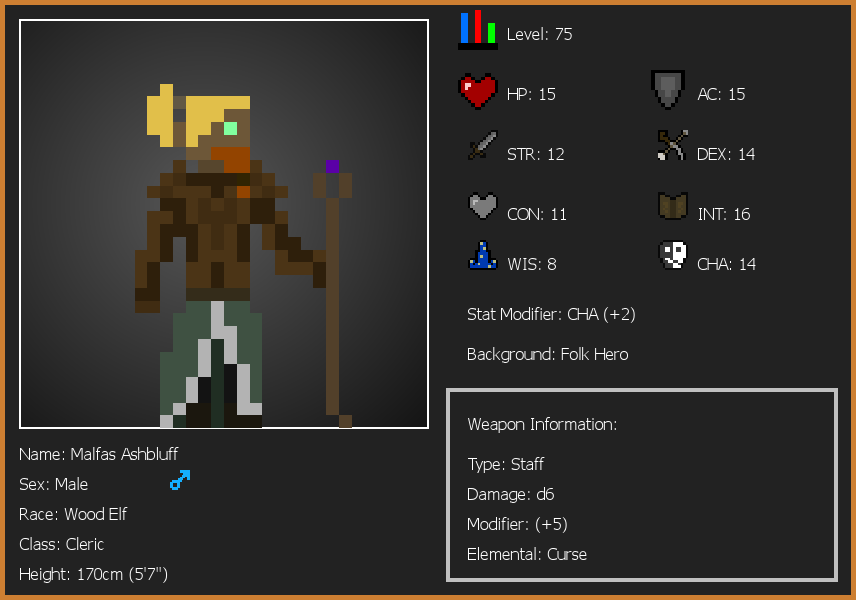 Level: 75
HP: 15
AC: 15
STR: 12
DEX: 14
CON: 11
INT: 16
WIS: 8
CHA: 14
Stat Modifier: CHA (+2)
Background: Folk Hero
Weapon Information:
Type: Staff
Damage: d6
Modifier: (+5)
Elemental: Curse
Name: Malfas Ashbluff
Sex: Male
Race: Wood Elf
Class: Cleric
Height: 170cm (5'7")